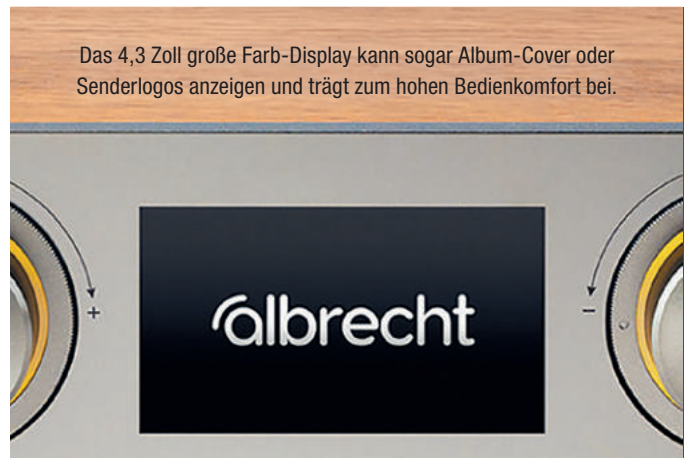 Das 4,3 Zoll große Farb-Display kann sogar Album-Cover oder
Senderlogos anzeigen und trägt zum hohen Bedienkomfort bei.
+
albrecht
−